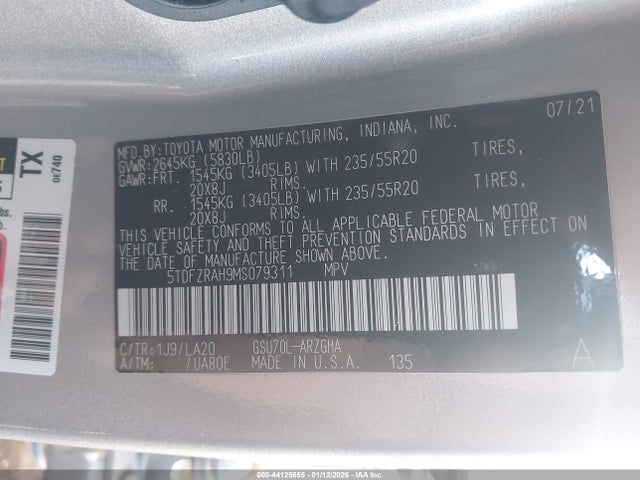 07/21
MFD.BY:TOYOTA MOTOR MANUFACTURING, INDIANA, INC.
GVWR:2645KG (5830LB)
GAWR:FRT. 1545KG (3405LB) WITH 235/55R20 TIRES,
20X8J RIMS.
RR. 1545KG (3405LB) WITH 235/55R20 TIRES,
20X8J RIMS.
THIS VEHICLE CONFORMS TO ALL APPLICABLE FEDERAL MOTOR
VEHICLE SAFETY AND THEFT PREVENTION STANDARDS IN EFFECT ON
THE DATE OF MANUFACTURE SHOWN ABOVE.
5TDFZRAH9MS079311 MPV
C/TR:1J9/LA20 GSU70L-ARZGHA
A/TM: /UA80E MADE IN U.S.A. 135 A
TX
000-44125655 - 01/12/2026 - IAAI.COM